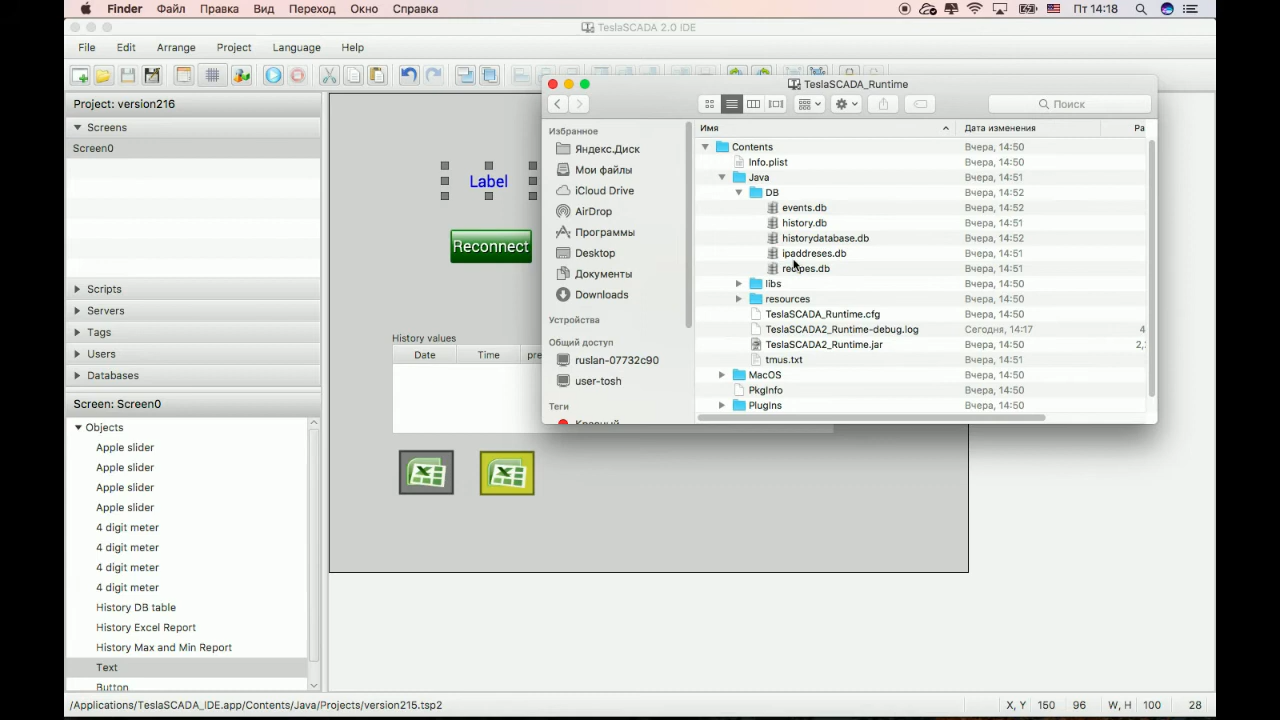 Finder Файл Правка Вид Переход Окно Справка Пт 14:18
TeslaSCADA 2.0 IDE
File Edit Arrange Project Language Help
Project: version216
Screens
Screen0
Scripts
Servers
Tags
Users
Databases
Screen: Screen0
Objects
Apple slider
Apple slider
Apple slider
Apple slider
4 digit meter
4 digit meter
4 digit meter
4 digit meter
History DB table
History Excel Report
History Max and Min Report
Text
Button
Label
Reconnect
History values
Date Time pre
TeslaSCADA_Runtime
Поиск
Избранное
Яндекс.Диск
Мои файлы
iCloud Drive
AirDrop
Программы
Desktop
Документы
Downloads
Устройства
Общий доступ
ruslan-07732c90
user-tosh
Теги
Красный
Имя Дата изменения Ра
Contents Вчера, 14:50
Info.plist Вчера, 14:50
Java Вчера, 14:51
DB Вчера, 14:52
events.db Вчера, 14:52
history.db Вчера, 14:51
historydatabase.db Вчера, 14:52
ipaddreses.db Вчера, 14:51
recipes.db Вчера, 14:51
libs Вчера, 14:50
resources Вчера, 14:50
TeslaSCADA_Runtime.cfg Вчера, 14:50
TeslaSCADA2_Runtime-debug.log Сегодня, 14:17 4
TeslaSCADA2_Runtime.jar Вчера, 14:50 2,
tmus.txt Вчера, 14:51
MacOS Вчера, 14:50
PkgInfo Вчера, 14:50
PlugIns Вчера, 14:50
/Applications/TeslaSCADA_IDE.app/Contents/Java/Projects/version215.tsp2 X, Y 150 96 W, H 100 28